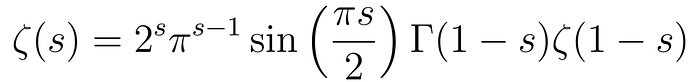 ζ(s) = 2^s π^{s−1} sin(πs/2) Γ(1 − s)ζ(1 − s)